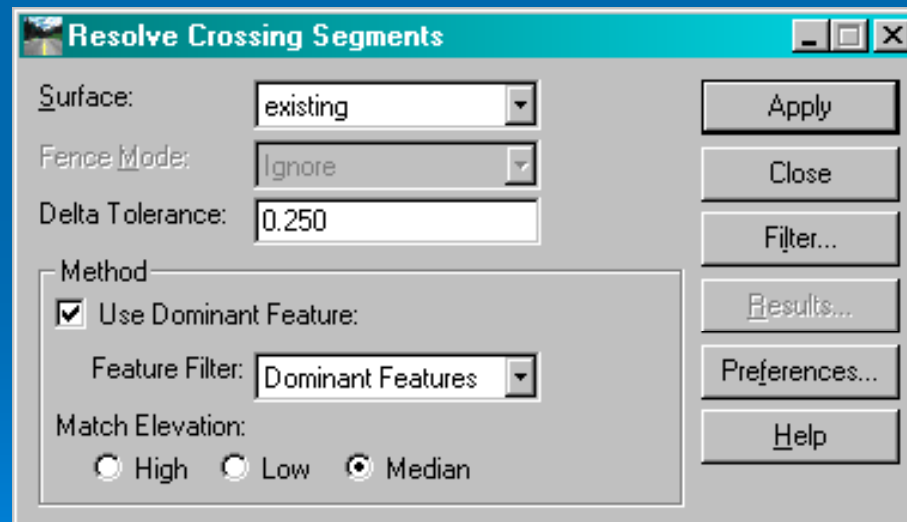 Resolve Crossing Segments
Surface: existing
Fence Mode: Ignore
Delta Tolerance: 0.250
Method
Use Dominant Feature:
Feature Filter: Dominant Features
Match Elevation:
High Low Median
Apply
Close
Filter...
Results...
Preferences...
Help